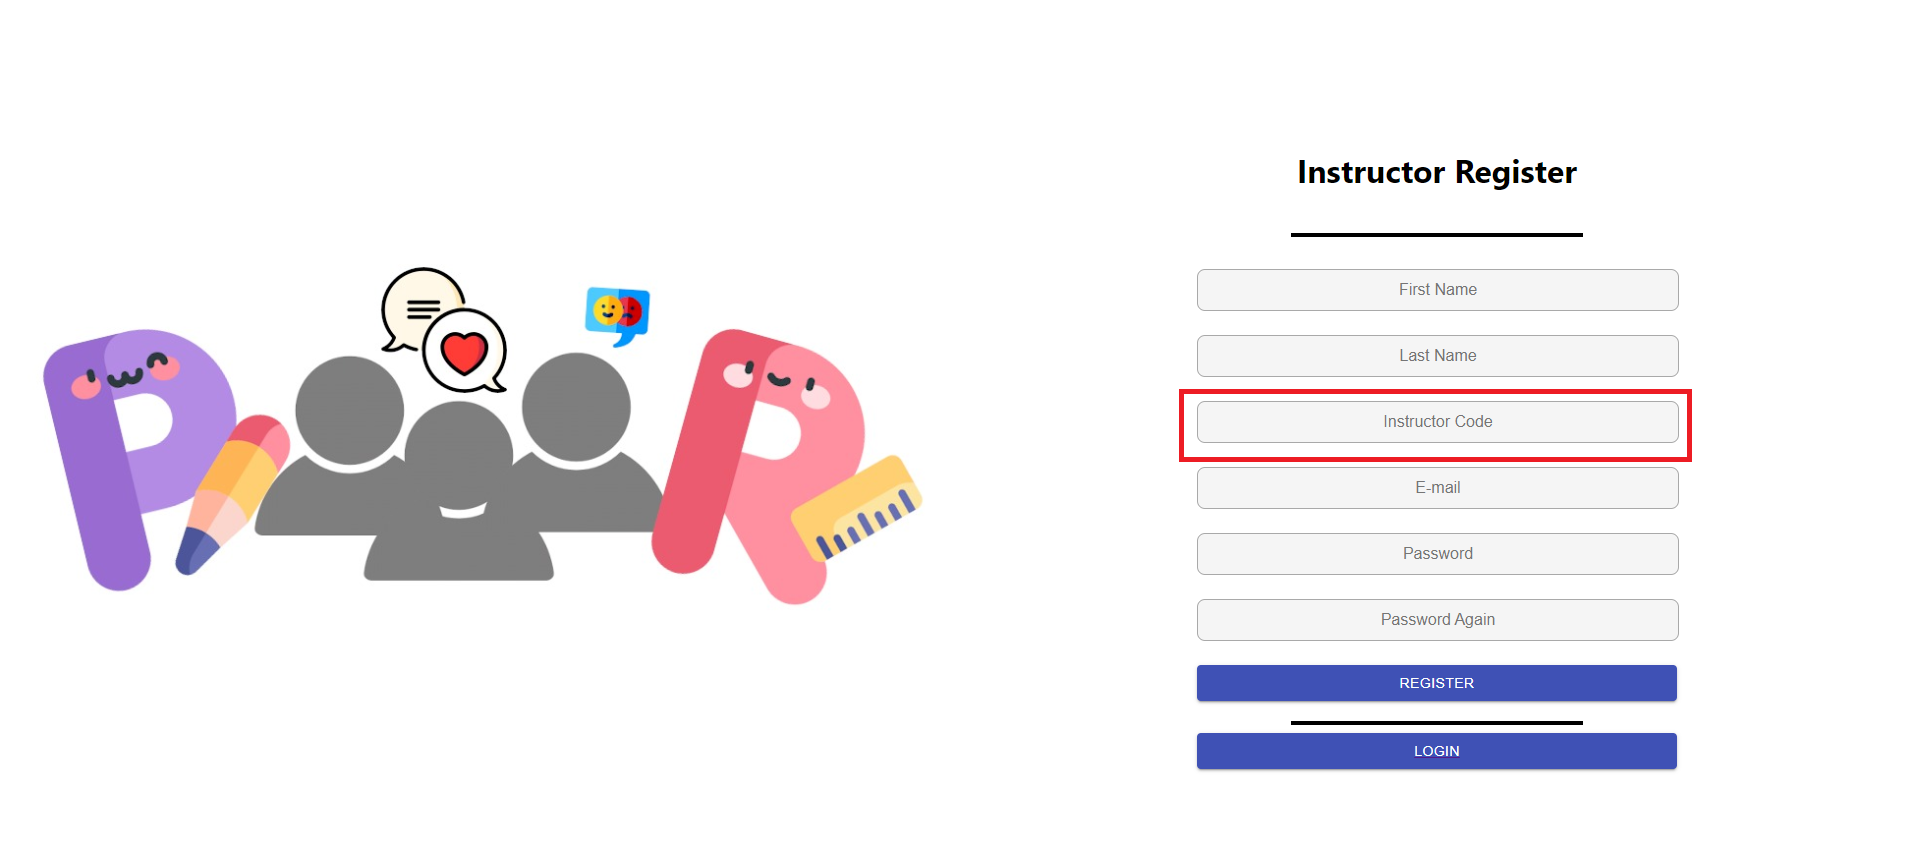 Instructor Register
First Name
Last Name
Instructor Code
E-mail
Password
Password Again
REGISTER
LOGIN
P R